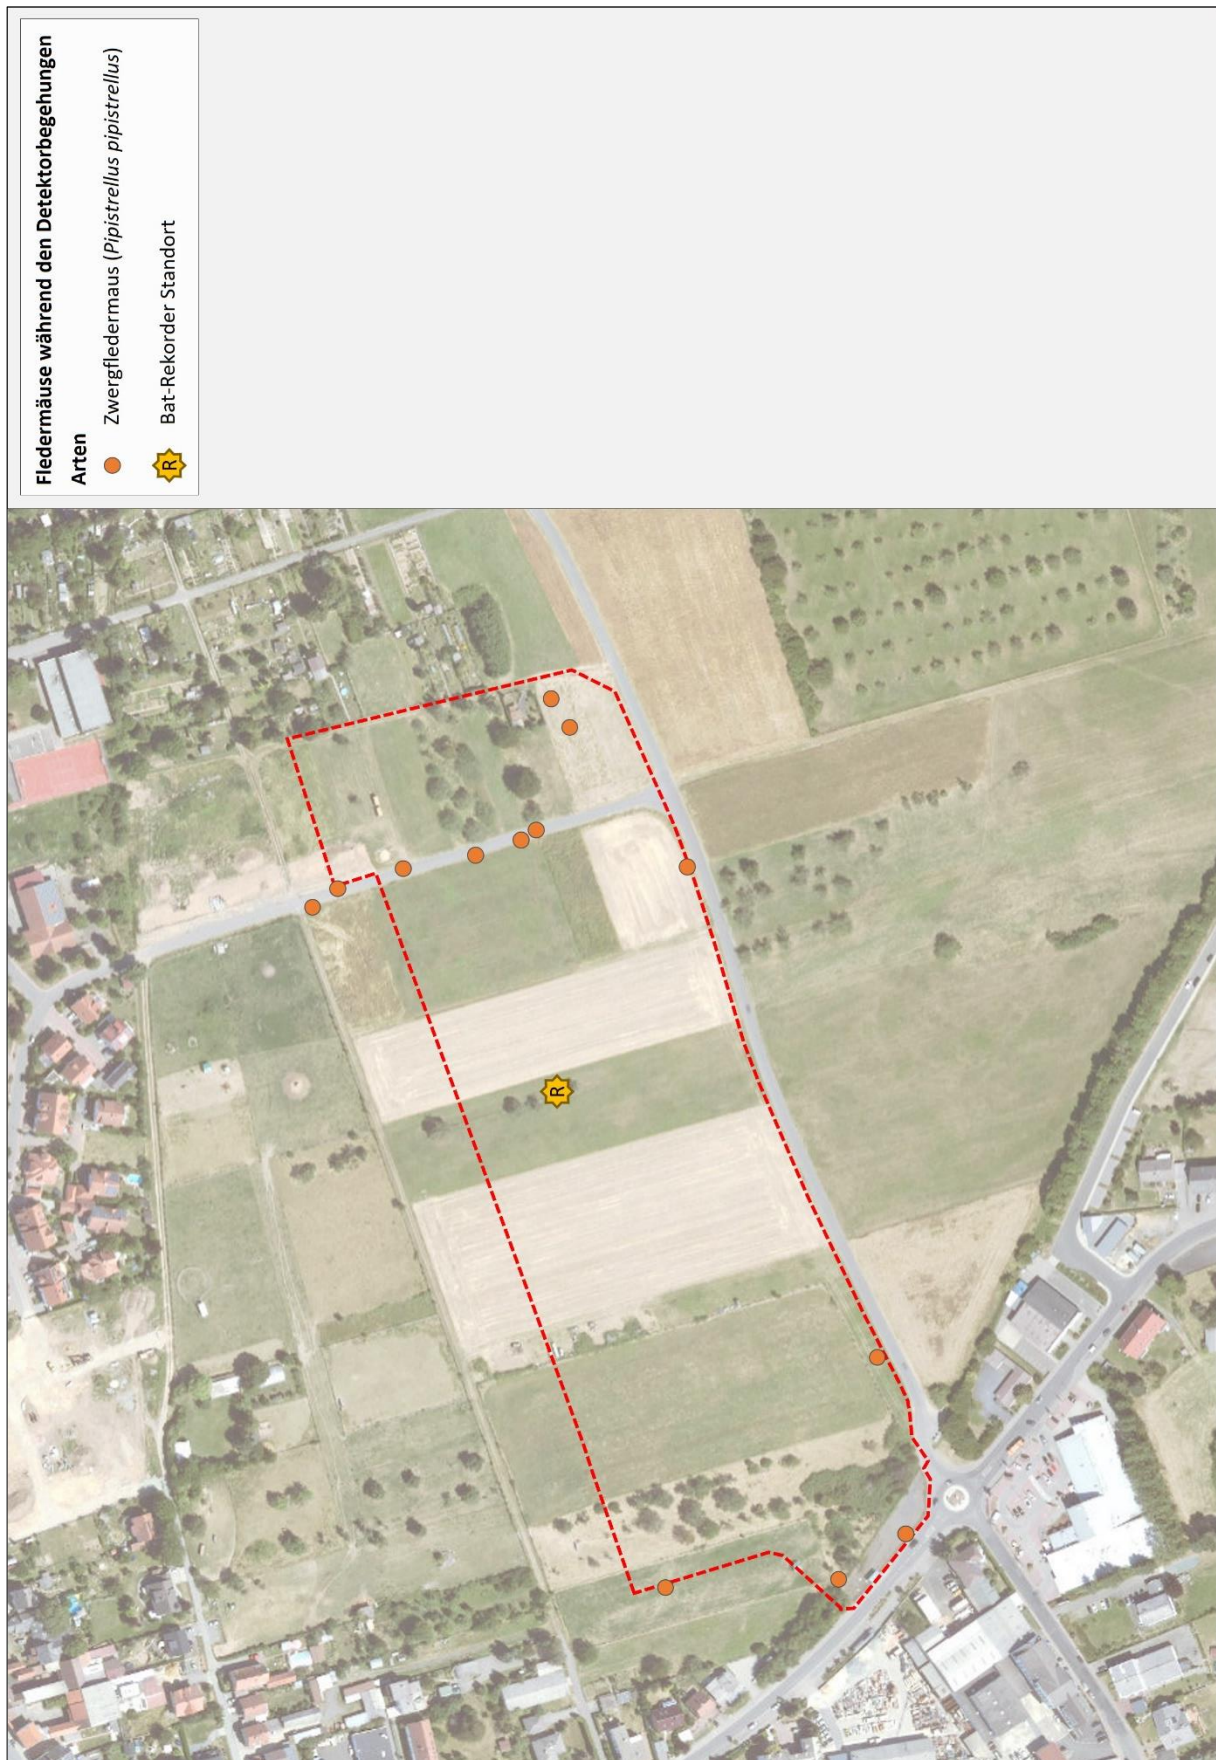 Fledermäuse während den Detektorbegehungen
Arten
Zwergfledermaus (Pipistrellus pipistrellus)
R Bat-Rekorder Standort
R